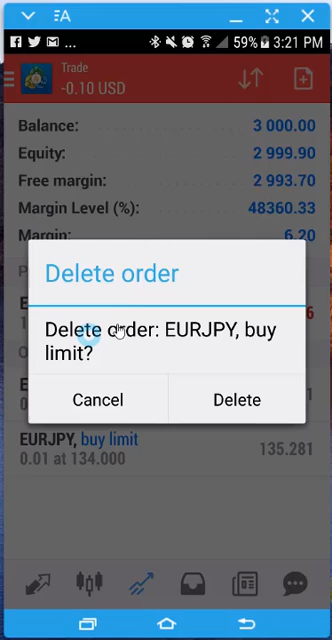 A
59% 3:21 PM
Trade
-0.10 USD
Balance: 3 000.00
Equity: 2 999.90
Free margin: 2 993.70
Margin Level (%): 48360.33
Margin: 6.20
Delete order
Delete order: EURJPY, buy
limit?
Cancel Delete
EURJPY, buy limit
0.01 at 134.000
135.281